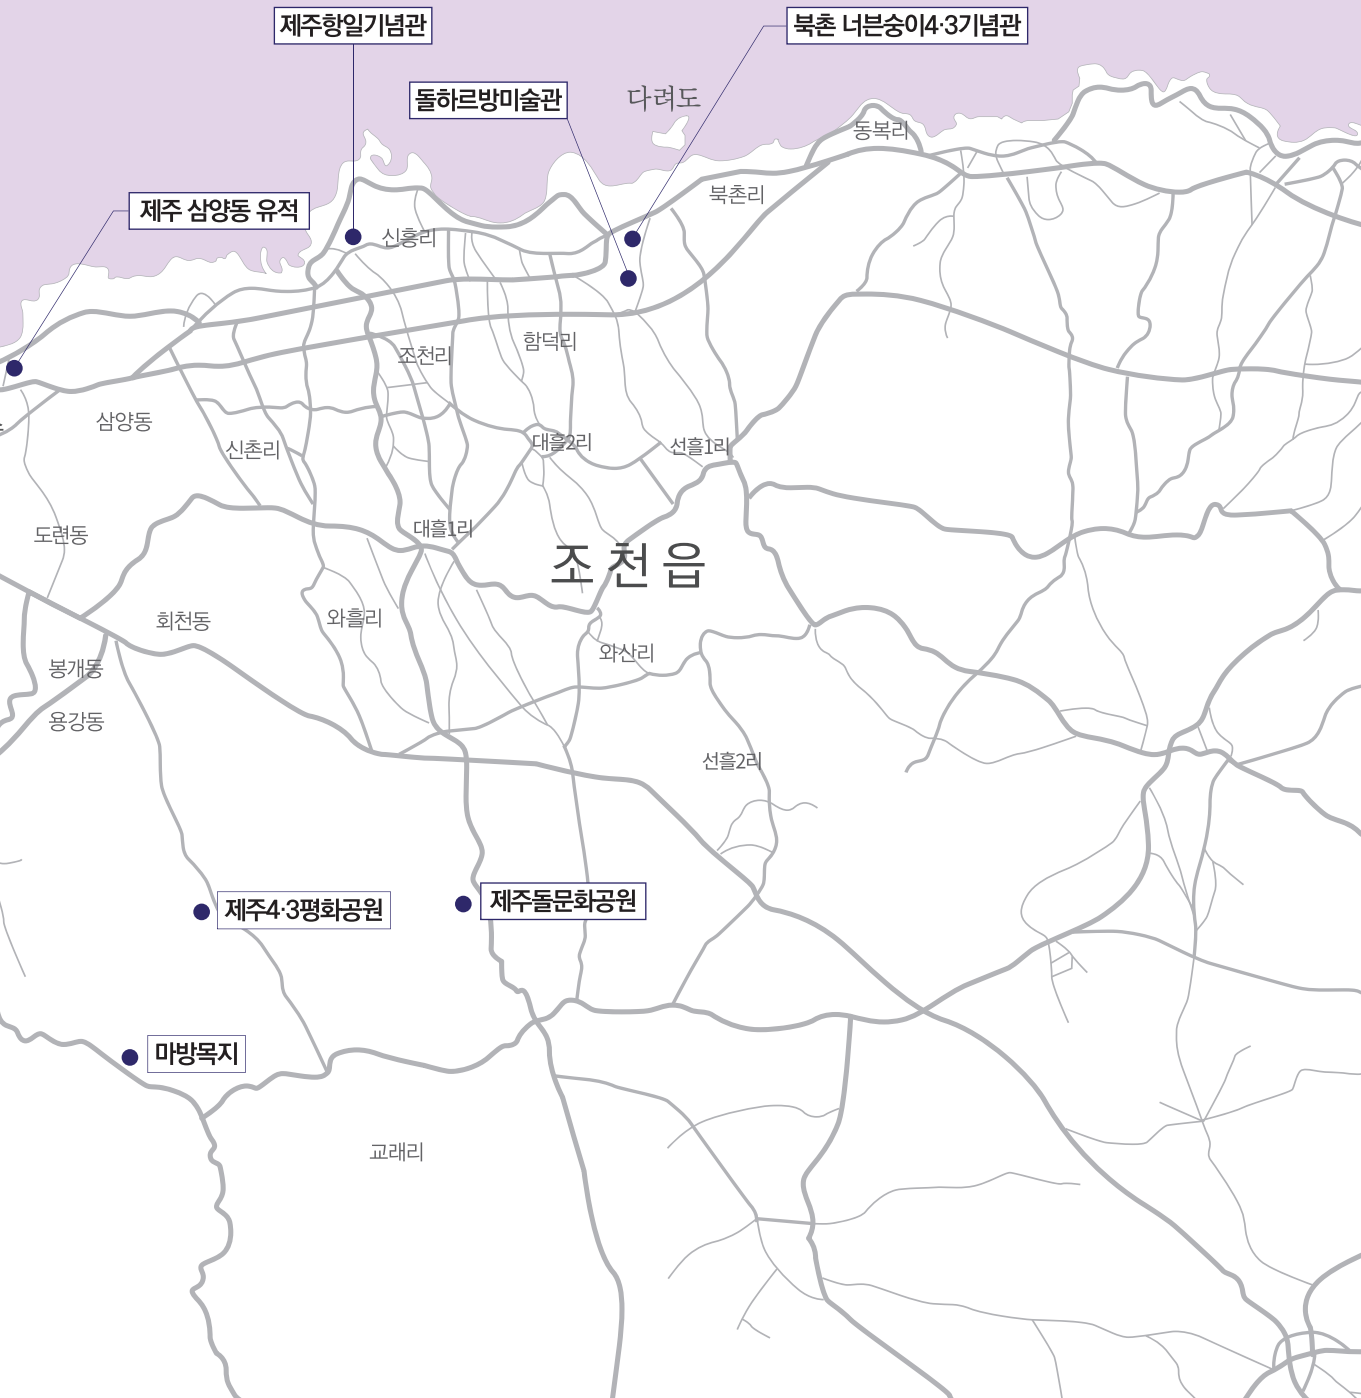 제주항일기념관
북촌 너븐숭이4·3기념관
돌하르방미술관
다려도
동복리
북촌리
제주 삼양동 유적
신흥리
함덕리
조천리
삼양동
신촌리
대흘2리
선흘1리
도련동
대흘1리
조천읍
회천동
와흘리
와산리
봉개동
용강동
선흘2리
제주4·3평화공원
제주돌문화공원
마방목지
교래리